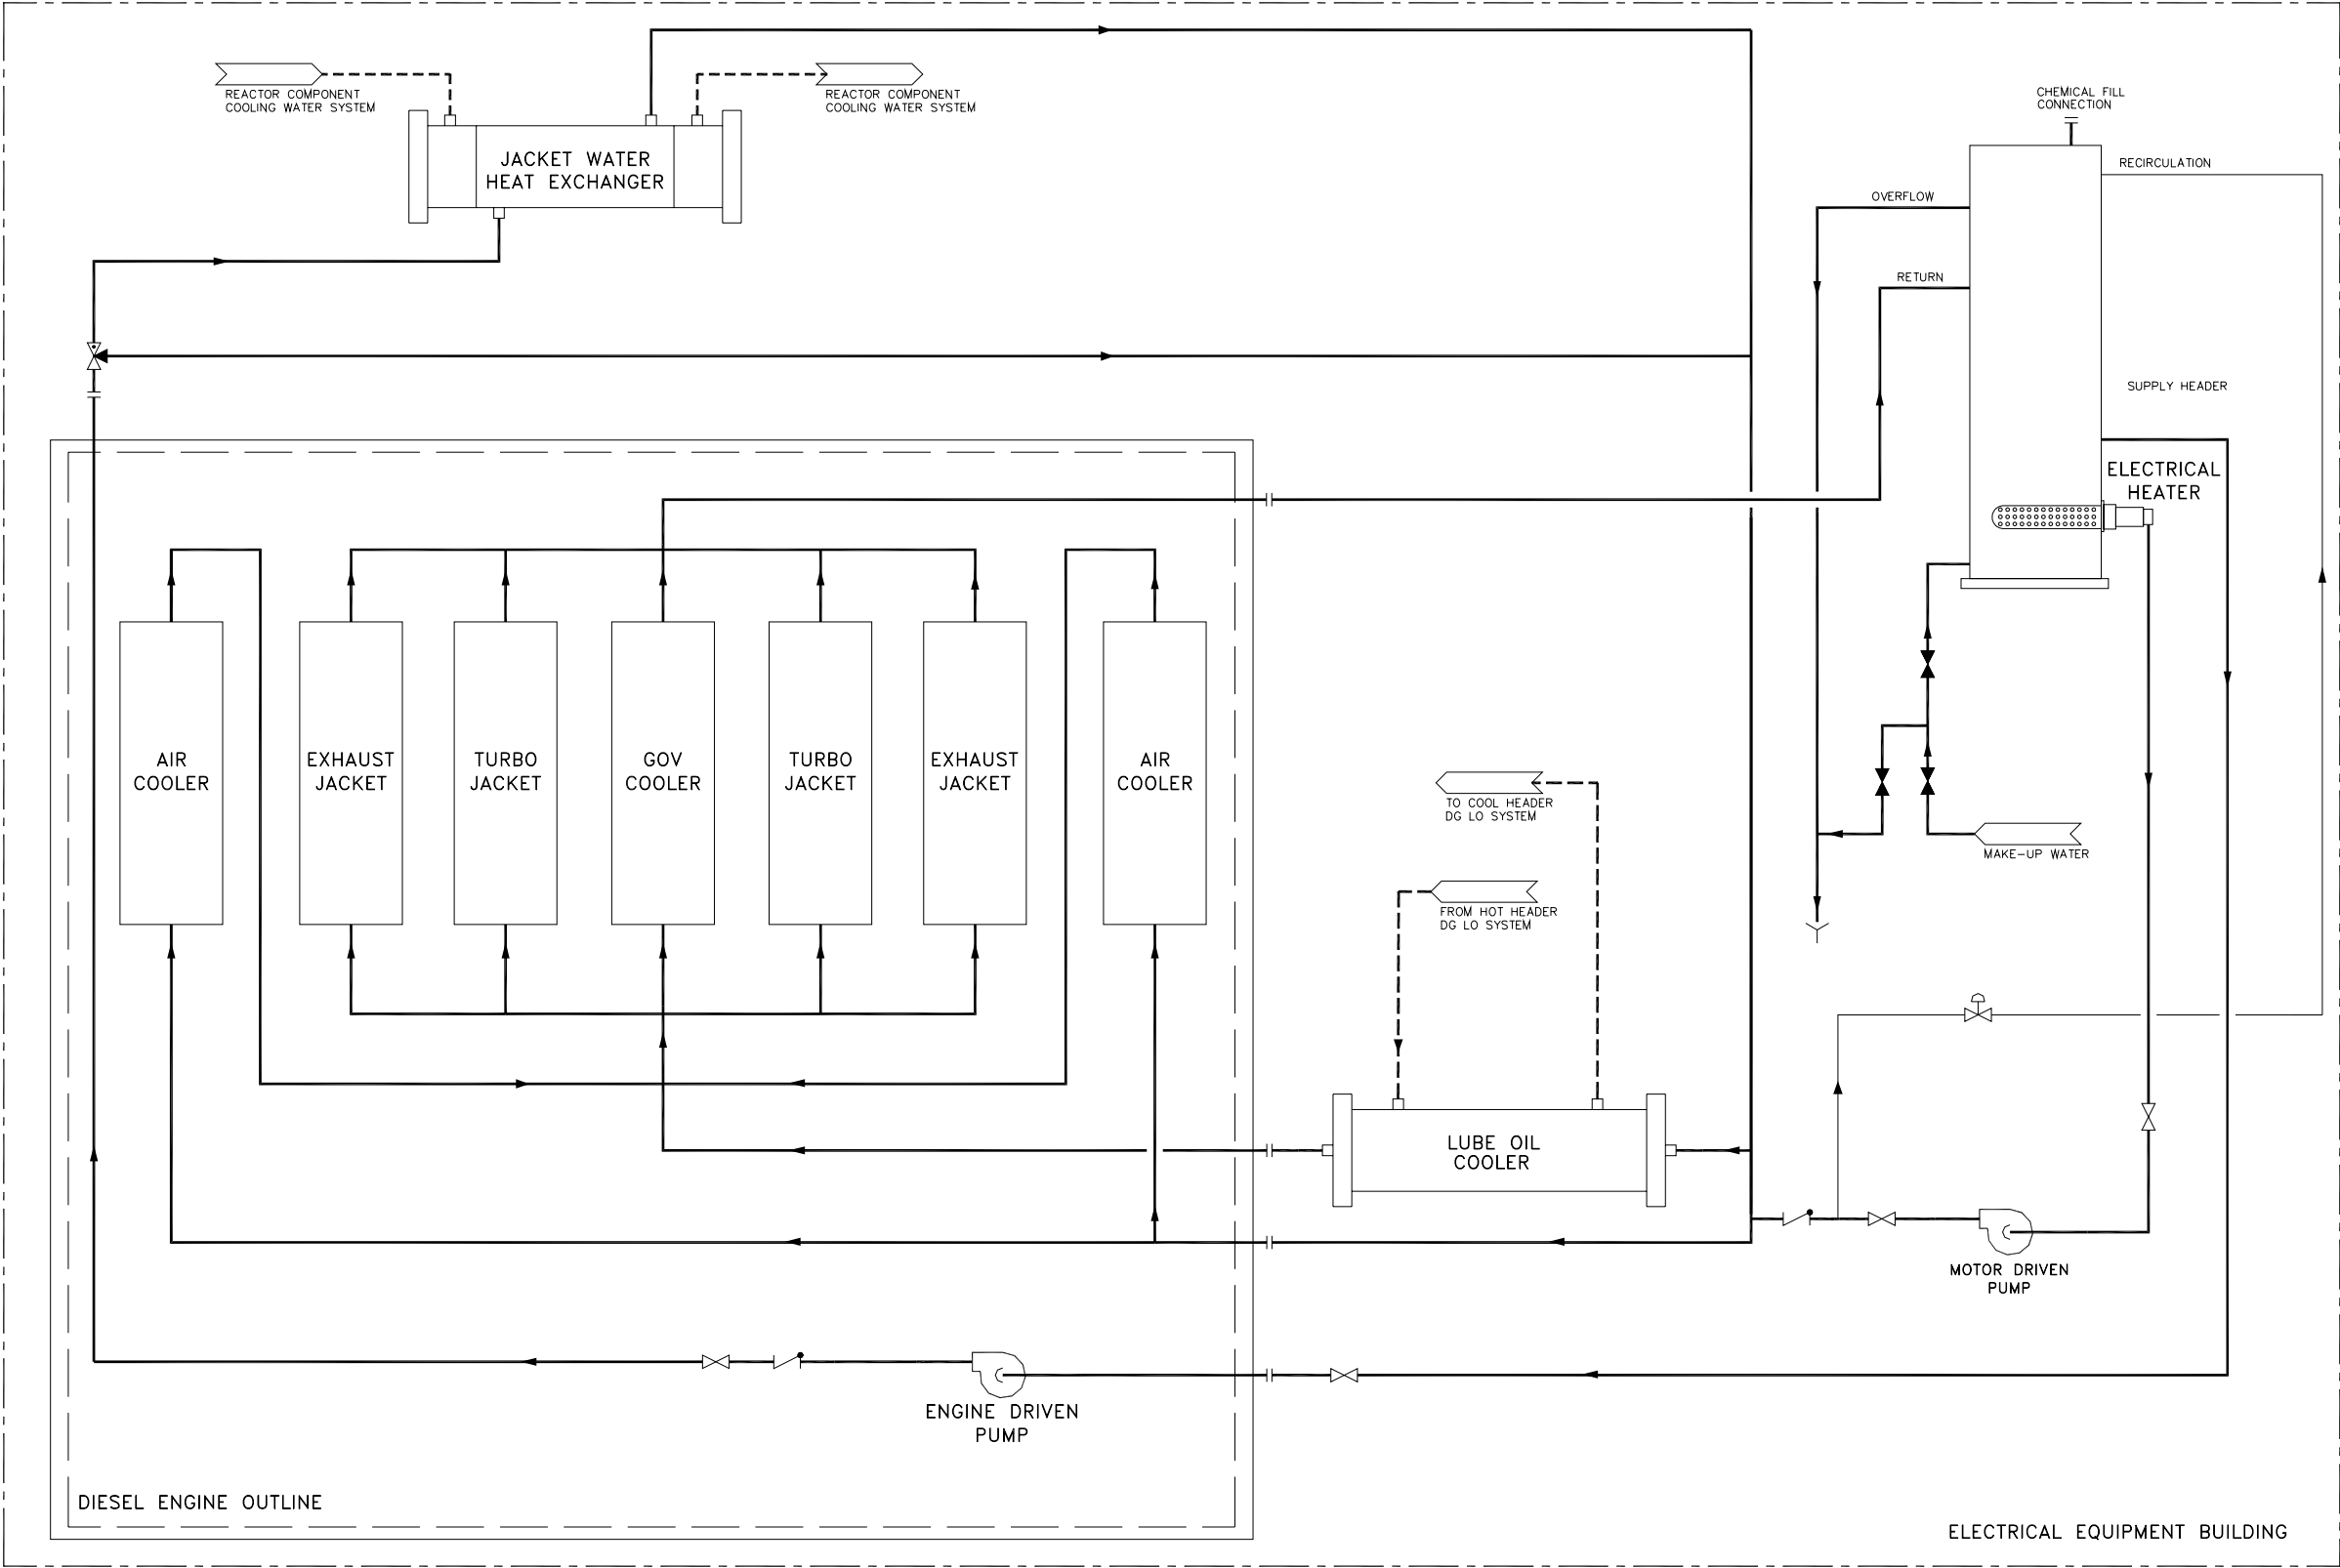 REACTOR COMPONENT
COOLING WATER SYSTEM
REACTOR COMPONENT
COOLING WATER SYSTEM
CHEMICAL FILL
CONNECTION
JACKET WATER
HEAT EXCHANGER
RECIRCULATION
OVERFLOW
RETURN
SUPPLY HEADER
ELECTRICAL
HEATER
AIR
COOLER
EXHAUST
JACKET
TURBO
JACKET
GOV
COOLER
TURBO
JACKET
EXHAUST
JACKET
AIR
COOLER
TO COOL HEADER
DG LO SYSTEM
MAKE-UP WATER
FROM HOT HEADER
DG LO SYSTEM
LUBE OIL
COOLER
MOTOR DRIVEN
PUMP
ENGINE DRIVEN
PUMP
DIESEL ENGINE OUTLINE
ELECTRICAL EQUIPMENT BUILDING